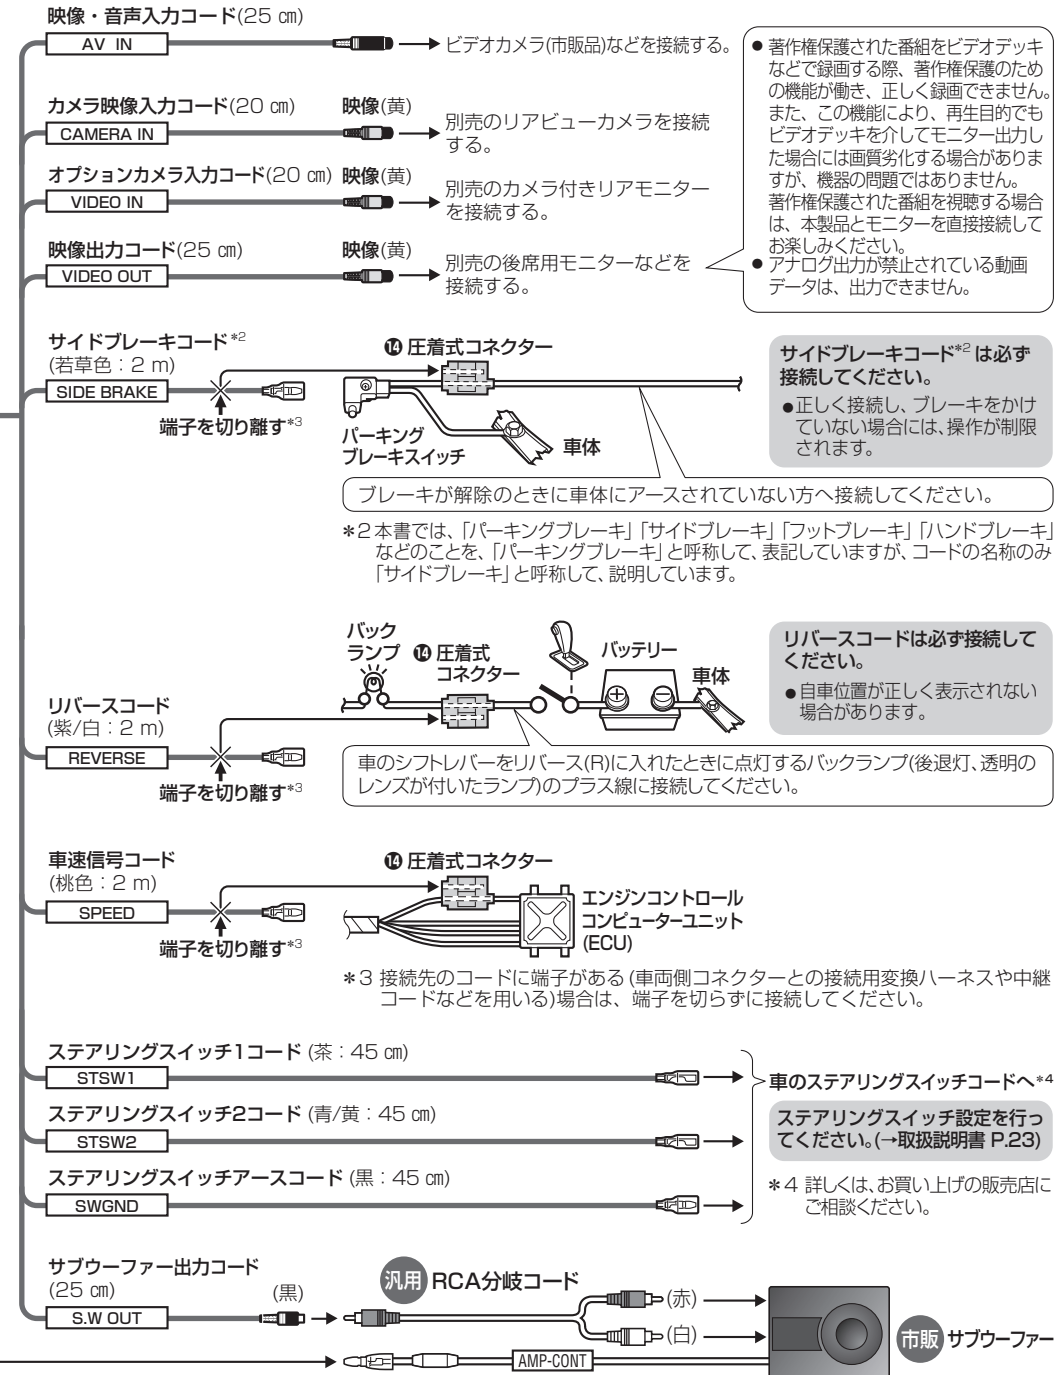 映像・音声入力コード(25 ㎝)
AV IN
ビデオカメラ(市販品)などを接続する。
カメラ映像入力コード(20 ㎝)
映像(黄)
CAMERA IN
別売のリアビューカメラを接続
する。
オプションカメラ入力コード(20 ㎝)
映像(黄)
VIDEO IN
別売のカメラ付きリアモニター
を接続する。
映像出力コード(25 ㎝)
映像(黄)
VIDEO OUT
別売の後席用モニターなどを
接続する。
● 著作権保護された番組をビデオデッキ
などで録画する際、著作権保護のため
の機能が働き、正しく録画できません。
また、この機能により、再生目的でも
ビデオデッキを介してモニター出力し
た場合には画質劣化する場合がありま
すが、機器の問題ではありません。
著作権保護された番組を視聴する場合
は、本製品とモニターを直接接続して
お楽しみください。
● アナログ出力が禁止されている動画
データは、出力できません。
サイドブレーキコード*2
(若草色：2 m)
SIDE BRAKE
端子を切り離す*3
⓮ 圧着式コネクター
パーキング
ブレーキスイッチ
車体
サイドブレーキコード*2 は必ず
接続してください。
●正しく接続し、ブレーキをかけ
ていない場合には、操作が制限
されます。
ブレーキが解除のときに車体にアースされていない方へ接続してください。
*2 本書では、「パーキングブレーキ」「サイドブレーキ」「フットブレーキ」「ハンドブレーキ」
などのことを、「パーキングブレーキ」と呼称して、表記していますが、コードの名称のみ
「サイドブレーキ」と呼称して、説明しています。
リバースコード
(紫/白：2 m)
REVERSE
端子を切り離す*3
バック
ランプ
⓮ 圧着式
コネクター
バッテリー
車体
リバースコードは必ず接続して
ください。
●自車位置が正しく表示されない
場合があります。
車のシフトレバーをリバース(R)に入れたときに点灯するバックランプ(後退灯、透明の
レンズが付いたランプ)のプラス線に接続してください。
車速信号コード
(桃色：2 m)
SPEED
端子を切り離す*3
⓮ 圧着式コネクター
エンジンコントロール
コンピューターユニット
(ECU)
*3 接続先のコードに端子がある (車両側コネクターとの接続用変換ハーネスや中継
コードなどを用いる)場合は、端子を切らずに接続してください。
ステアリングスイッチ1コード (茶：45 ㎝)
STSW1
ステアリングスイッチ2コード (青/黄：45 ㎝)
STSW2
ステアリングスイッチアースコード (黒：45 ㎝)
SWGND
車のステアリングスイッチコードへ*4
ステアリングスイッチ設定を行っ
てください。(→取扱説明書 P.23)
*4 詳しくは、お買い上げの販売店に
ご相談ください。
サブウーファー出力コード
(25 ㎝)
(黒)
S.W OUT
汎用 RCA分岐コード
(赤)
(白)
AMP-CONT
市販 サブウーファー